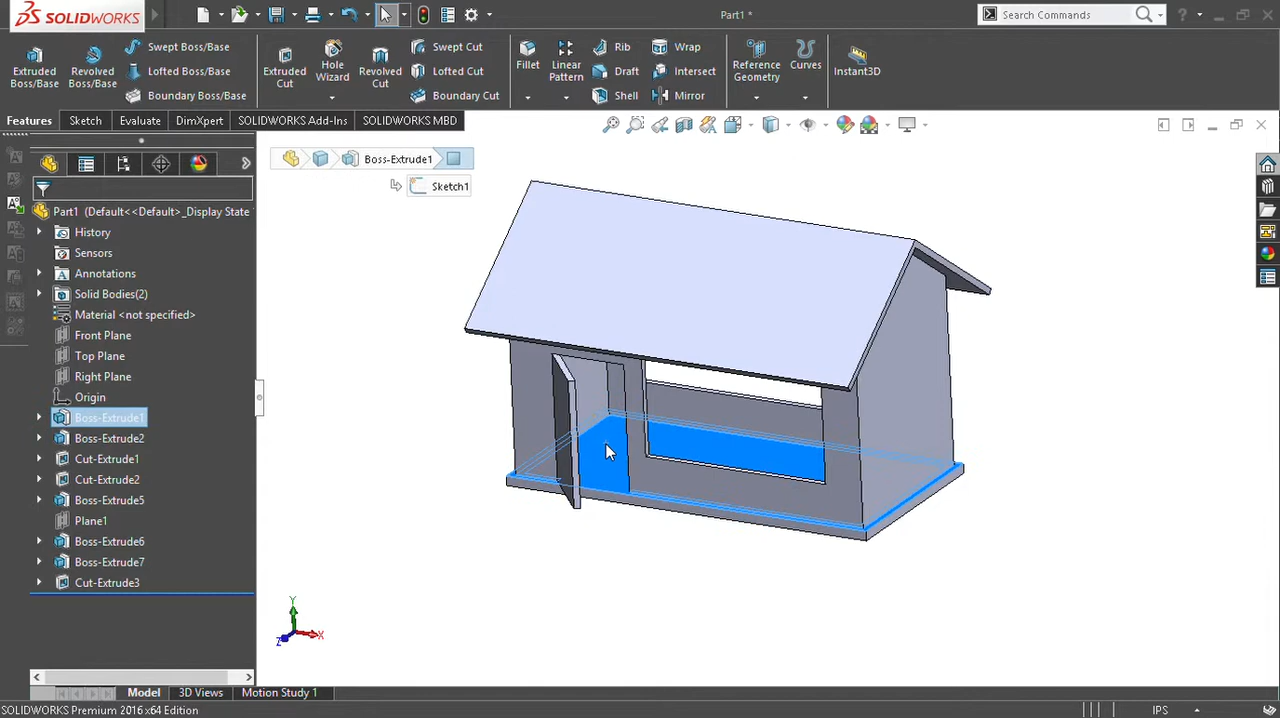 SOLIDWORKS
Part1 *
Search Commands
?
Extruded Boss/Base
Revolved Boss/Base
Swept Boss/Base
Lofted Boss/Base
Boundary Boss/Base
Extruded Cut
Hole Wizard
Revolved Cut
Swept Cut
Lofted Cut
Boundary Cut
Fillet
Linear Pattern
Rib
Draft
Shell
Wrap
Intersect
Mirror
Reference Geometry
Curves
Instant3D
Features
Sketch
Evaluate
DimXpert
SOLIDWORKS Add-Ins
SOLIDWORKS MBD
Boss-Extrude1
Sketch1
Part1 (Default<<Default>_Display State
History
Sensors
Annotations
Solid Bodies(2)
Material <not specified>
Front Plane
Top Plane
Right Plane
Origin
Boss-Extrude1
Boss-Extrude2
Cut-Extrude1
Cut-Extrude2
Boss-Extrude5
Plane1
Boss-Extrude6
Boss-Extrude7
Cut-Extrude3
Y
Z
X
Model
3D Views
Motion Study 1
SOLIDWORKS Premium 2016 x64 Edition
IPS